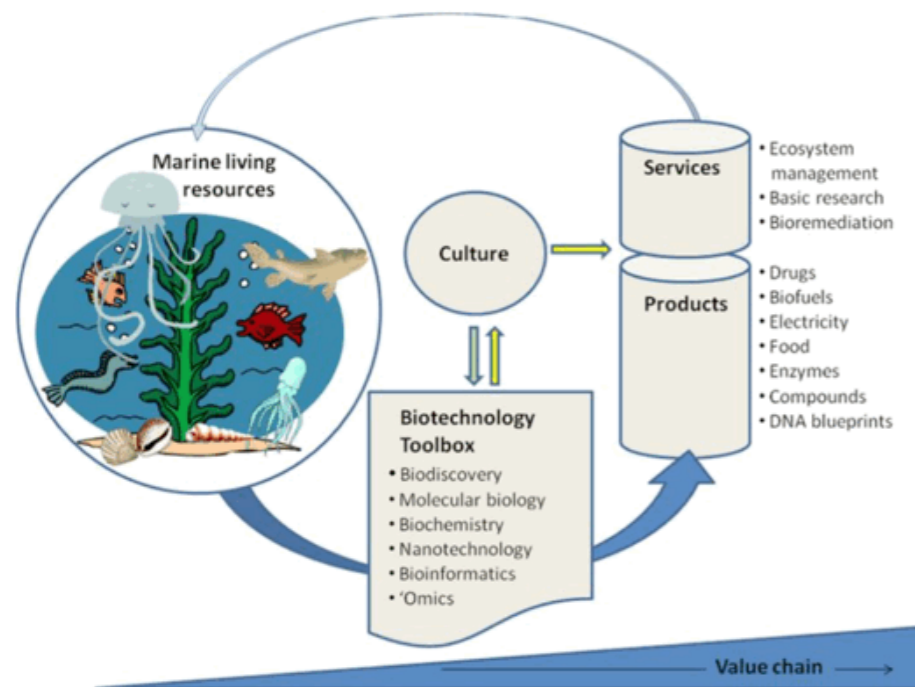 Marine living
resources
Culture
Services
• Ecosystem
management
• Basic research
• Bioremediation
Products
• Drugs
• Biofuels
• Electricity
• Food
• Enzymes
• Compounds
• DNA blueprints
Biotechnology
Toolbox
• Biodiscovery
• Molecular biology
• Biochemistry
• Nanotechnology
• Bioinformatics
• ‘Omics
Value chain